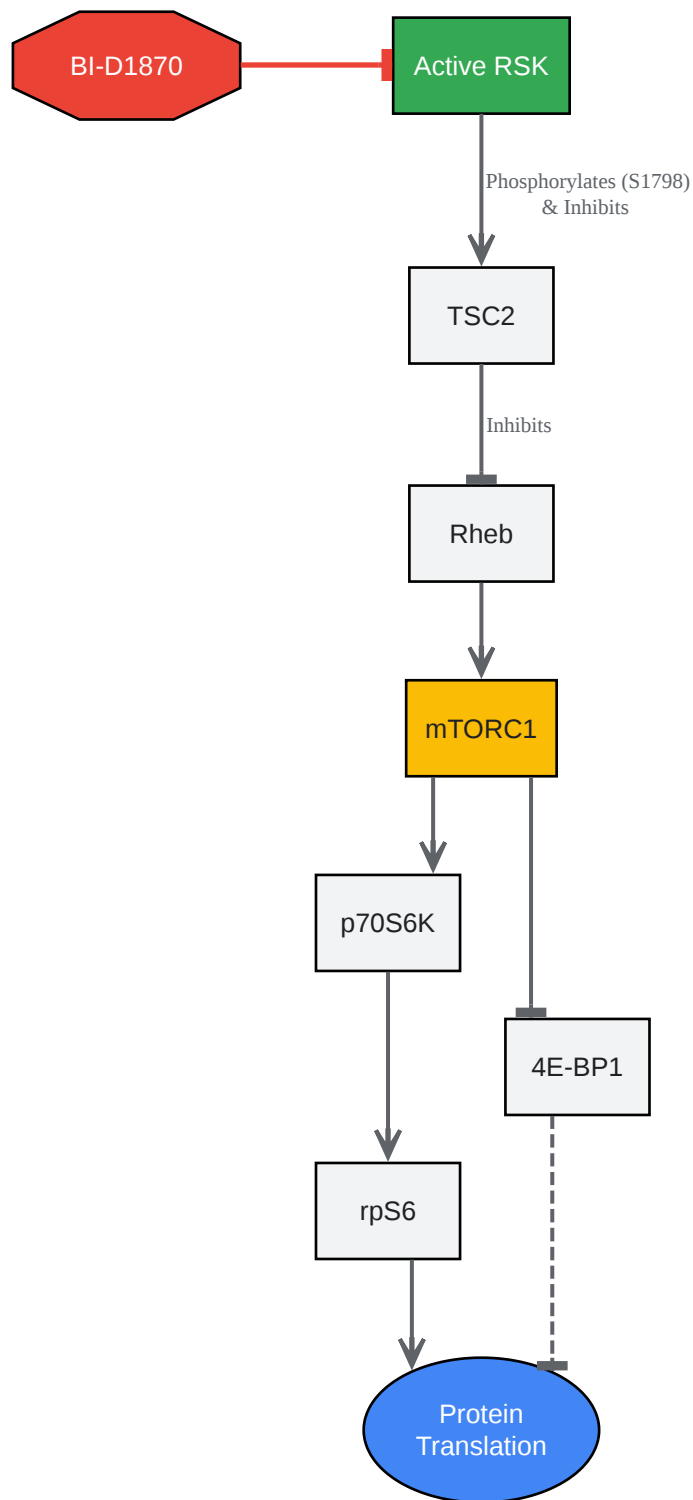 BI-D1870
Active RSK
Phosphorylates (S1798)
& Inhibits
TSC2
Inhibits
Rheb
mTORC1
p70S6K
4E-BP1
rpS6
Protein
Translation